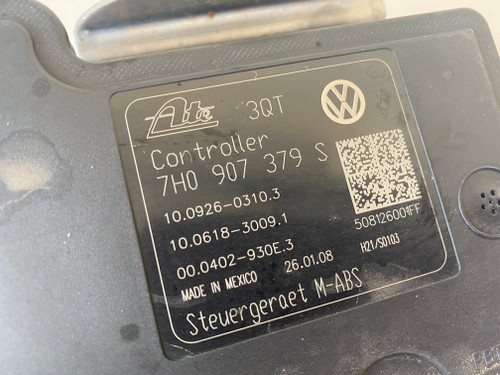 Ate 3QT
Controller
7H0 907 379 S
10.0926-0310.3
10.0618-3009.1
00.0402-930E.3
508126001FF
MADE IN MEXICO 26.01.08 H21/S0103
Steuergeraet M-ABS